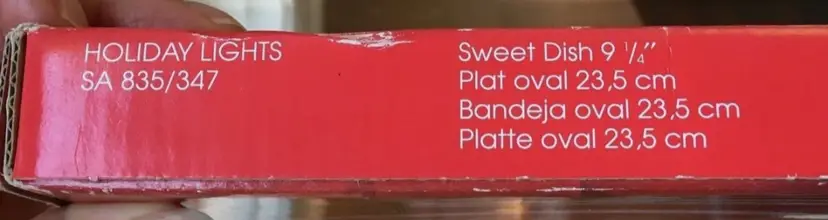 HOLIDAY LIGHTS
SA 835/347
Sweet Dish 9 1/4"
Plat oval 23,5 cm
Bandeja oval 23,5 cm
Platte oval 23,5 cm